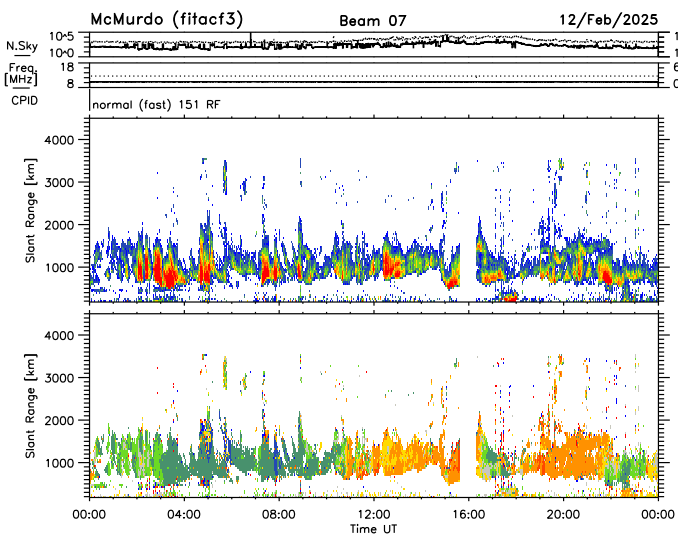 McMurdo (fitacf3) Beam 07 12/Feb/2025
N.Sky 10^5 10^0
Freq. [MHz] 18 8 6 0
CPID normal (fast) 151 RF
Slant Range [km] 4000 3000 2000 1000
Slant Range [km] 4000 3000 2000 1000
00:00 04:00 08:00 12:00 16:00 20:00 00:00
Time UT